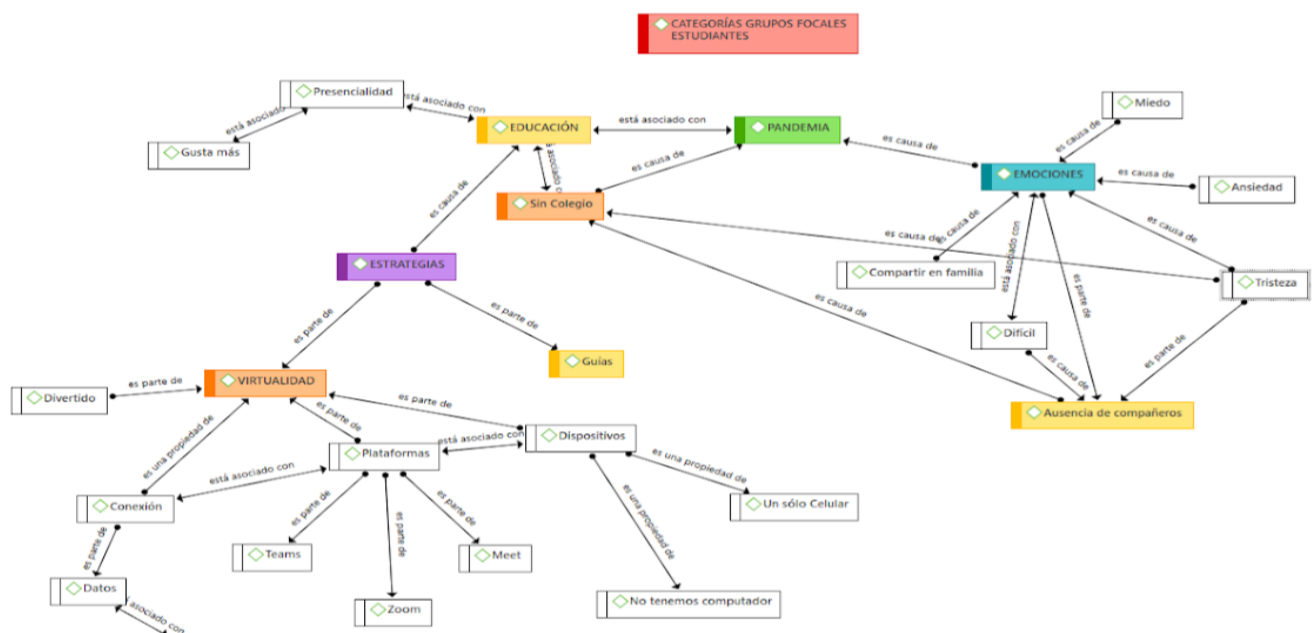 CATEGORÍAS GRUPOS FOCALES
ESTUDIANTES
Presencialidad
está asociado con
está asociado
Gusta más
EDUCACIÓN
está asociado con
PANDEMIA
Miedo
es causa de
es causa de
EMOCIONES
es causa de
Ansiedad
es causa de
asociado
es causa de
Sin Colegio
es causa de
es causa de
es causa de
está asociado con
es causa de
ESTRATEGIAS
Compartir en familia
Tristeza
es parte de
es causa de
es parte de
es parte de
Difícil
es parte de
es causa de
Guías
VIRTUALIDAD
Divertido
es parte de
es parte de
es parte de
Ausencia de compañeros
es una propiedad de
Plataformas
está asociado con
Dispositivos
está asociado con
es una propiedad de
es una propiedad de
Conexión
Un sólo Celular
es parte de
es parte de
es parte de
es parte de
Teams
Meet
Datos
Zoom
No tenemos computador
asociado con